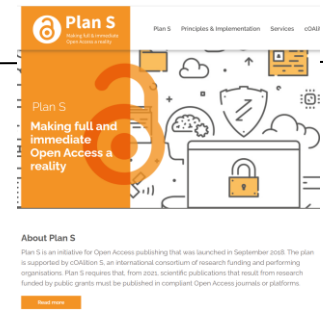 Plan S
Making full & immediate
Open Access a reality
Plan S Principles & Implementation Services cOAlit
Plan S
Making full and
immediate
Open Access a
reality
About Plan S
Plan S is an initiative for Open Access publishing that was launched in September 2018. The plan
is supported by cOAlition S, an international consortium of research funding and performing
organisations. Plan S requires that, from 2021, scientific publications that result from research
funded by public grants must be published in compliant Open Access journals or platforms.
Read more